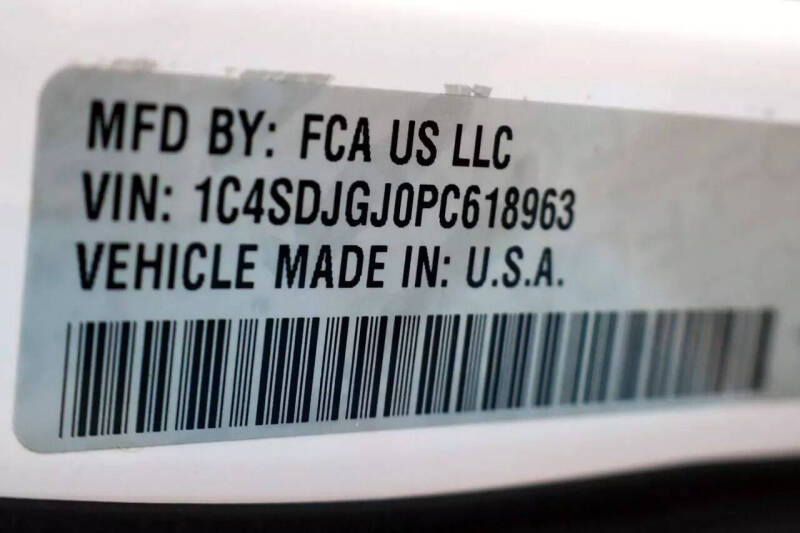 MFD BY: FCA US LLC
VIN: 1C4SDJGJ0PC618963
VEHICLE MADE IN: U.S.A.